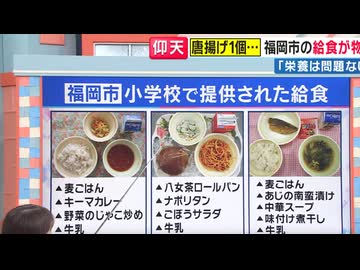 仰天
唐揚げ1個…
福岡市の給食が物
「栄養は問題ない
福岡市 小学校で提供された給食
▲麦ごはん
▲キーマカレー
▲野菜のじゃこ炒め
▲牛乳
▲八女茶ロールパン
▲ナポリタン
▲ごぼうサラダ
▲牛乳
▲麦ごはん
▲あじの南蛮漬け
▲中華スープ
▲味付け煮干し
▲牛乳